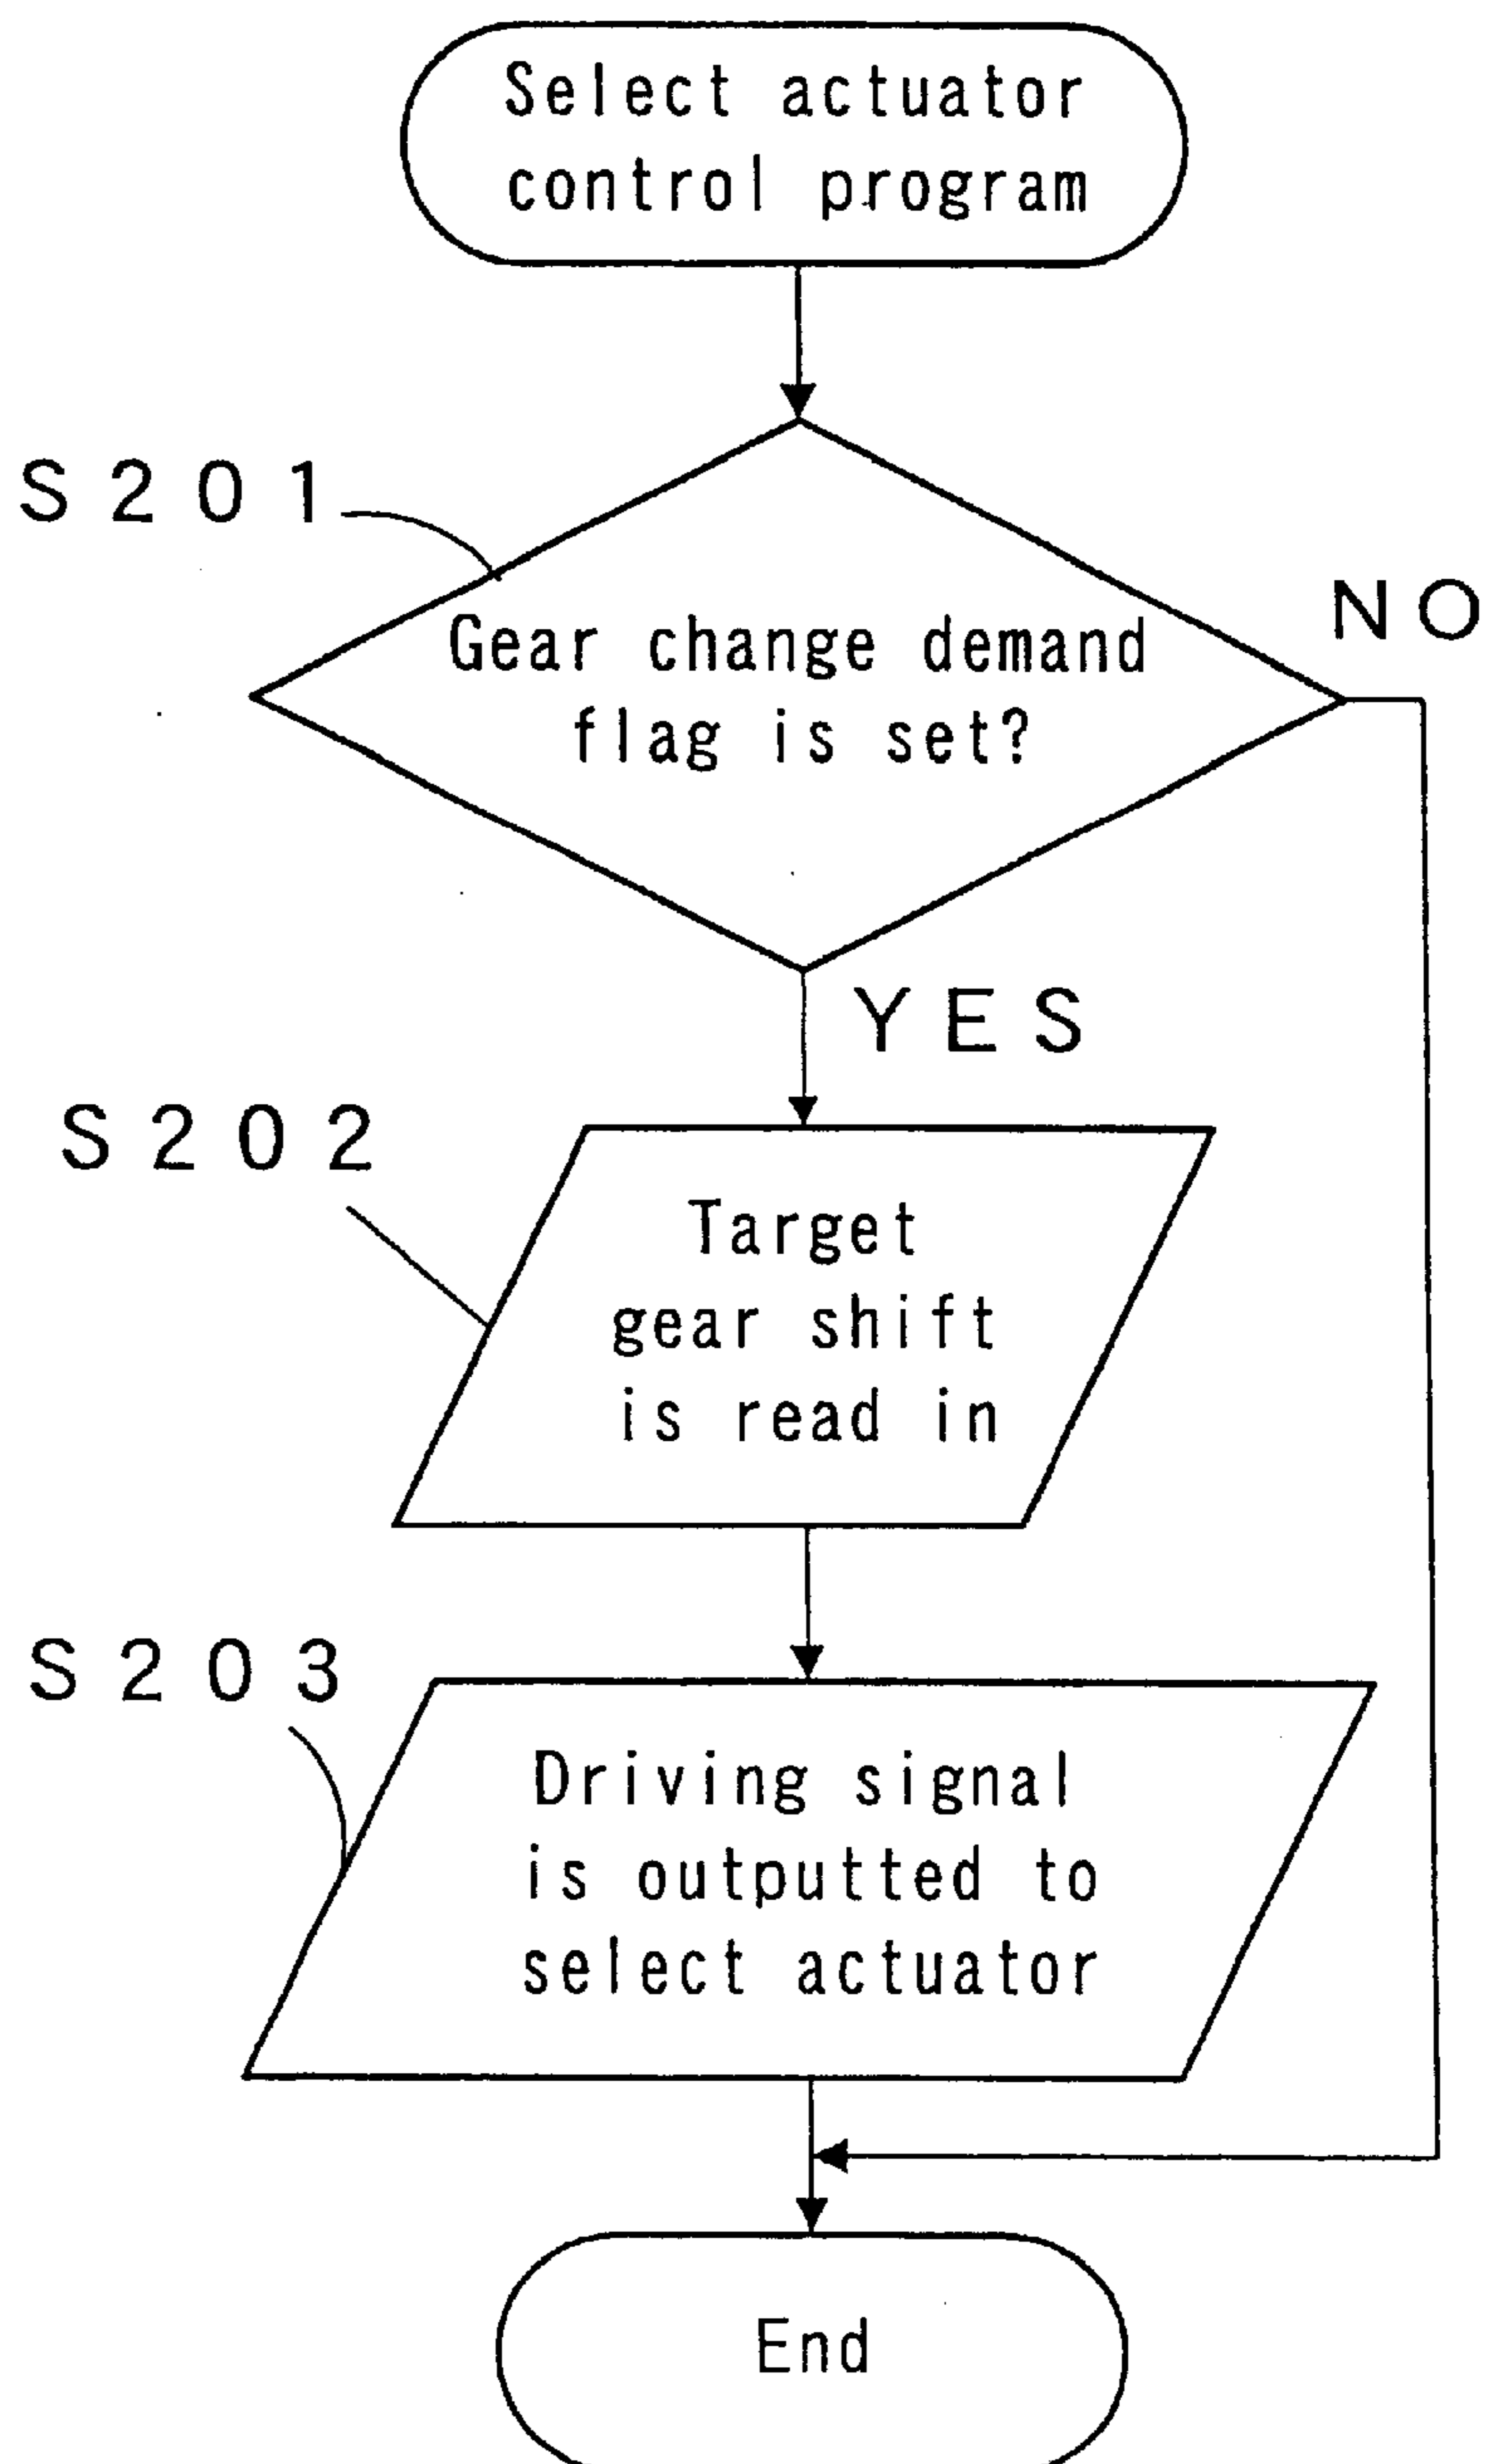 Select actuator
control program
S201
Gear change demand
flag is set?
NO
YES
S202
Target
gear shift
is read in
S203
Driving signal
is outputted to
select actuator
End